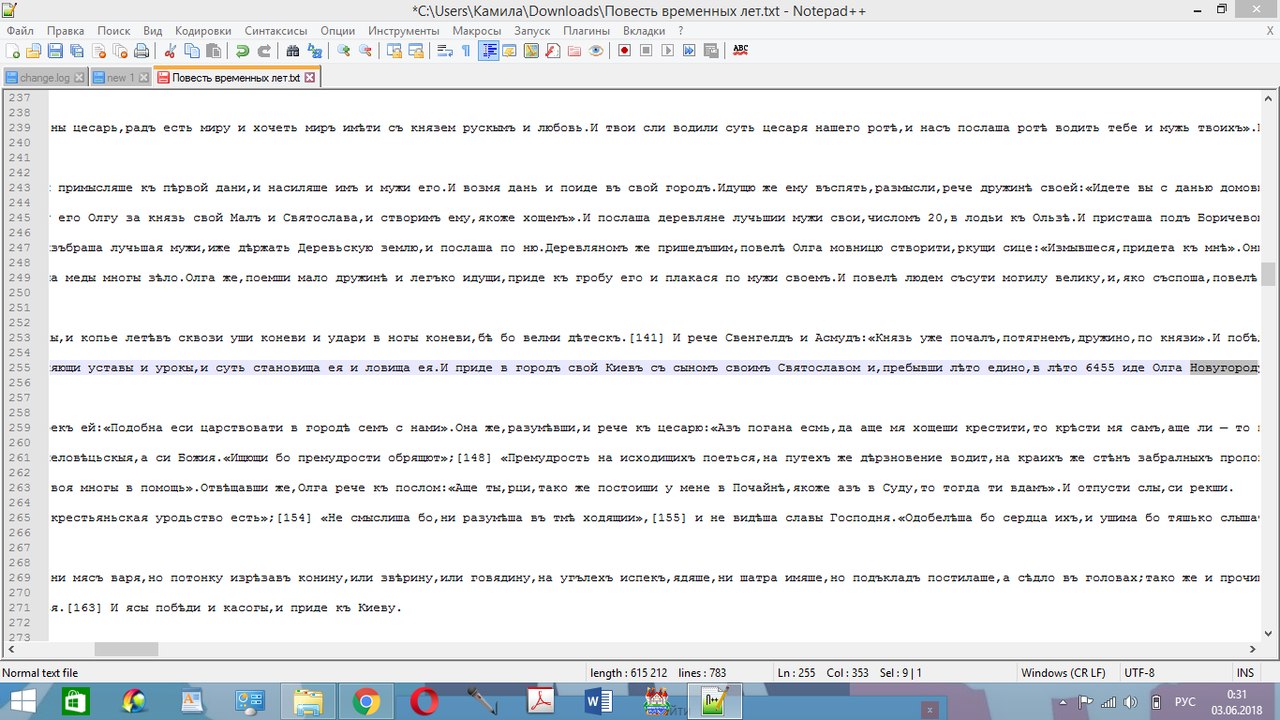 *C:\Users\Камила\Downloads\Повесть временных лет.txt - Notepad++
Файл Правка Поиск Вид Кодировки Синтаксисы Опции Инструменты Макросы Запуск Плагины Вкладки ? X
ABC
change.log new 1 Повесть временных лет.txt
237
238
239 ны цесарь,радъ есть миру и хочеть миръ имѣти съ князем рускымъ и любовь.И твои сли водили суть цесаря нашего ротѣ,и насъ послаша ротѣ водить тебе и мужь твоихъ».
240
241
242
243 примысляше къ пѣрвой дани,и насиляше имъ и мужи его.И возмя дань и поиде въ свой городъ.Идущю же ему въспять,размысли,рече дружинѣ своей:«Идете вы с данью домови
244
245 его Олгу за князь свой Малъ и Святослава,и створимъ ему,якоже хощемъ».И послаша деревляне лучьшии мужи свои,числомъ 20,в лодьи къ Ользѣ.И присташа подъ Боричево
246
247 изъбраша лучьшая мужи,иже дѣржать Деревьскую землю,и послаша по ню.Деревляномъ же пришедъшим,повелѣ Олга мовницю створити,ркущи сице:«Измывшеся,придета къ мнѣ».Они
248
249 а меды многы зѣло.Олга же,поемши мало дружинѣ и легъко идущи,приде къ гробу его и плакася по мужи своемъ.И повелѣ людем съсути могилу велику,и,яко съспоша,повелѣ
250
251
252
253 ы,и копье летѣвъ сквози уши коневи и удари в ногы коневи,бѣ бо велми дѣтескъ.[141] И рече Свенгелдъ и Асмудъ:«Князь уже почалъ,потягнемъ,дружино,по князи».И побѣ
254
255 яющи уставы и урокы,и суть становища ея и ловища ея.И приде в городъ свой Киевъ съ сыномъ своимъ Святославом и,пребывши лѣто едино,в лѣто 6455 иде Олга Новугород
256
257
258
259 екъ ей:«Подобна еси царствовати в городѣ семъ с нами».Она же,разумѣвши,и рече къ цесарю:«Азъ погана есмь,да аще мя хощеши крестити,то крѣсти мя самъ,аще ли — то
260
261 еловѣцьскыя,а си Божия.«Ищющи бо премудрости обрящют»;[148] «Премудрость на исходищихъ поеться,на путехъ же дѣрзновение водит,на краихъ же стѣнъ забралныхъ пропо
262
263 воя многы в помощь».Отвѣщавши же,Олга рече къ послом:«Аще ты,рци,тако же постоиши у мене в Почайнѣ,якоже азъ в Суду,то тогда ти вдамъ».И отпусти слы,си рекши.
264
265 крестьяньская уродьство есть»;[154] «Не смыслиша бо,ни разумѣша въ тмѣ ходящии»,[155] и не видѣша славы Господня.«Одобелѣша бо сердца ихъ,и ушима бо тяшько слыша
266
267
268
269 ни мясъ варя,но потонку изрѣзавъ конину,или звѣрину,или говядину,на угълехъ испекъ,ядяше,ни шатра имяше,но подъкладъ постилаше,а сѣдло въ головах;тако же и прочи
270
271 я.[163] И ясы побѣди и касогы,и приде къ Киеву.
272
273
Normal text file length : 615 212 lines : 783 Ln : 255 Col : 353 Sel : 9 | 1 Windows (CR LF) UTF-8 INS
РУС 0:31
03.06.2018